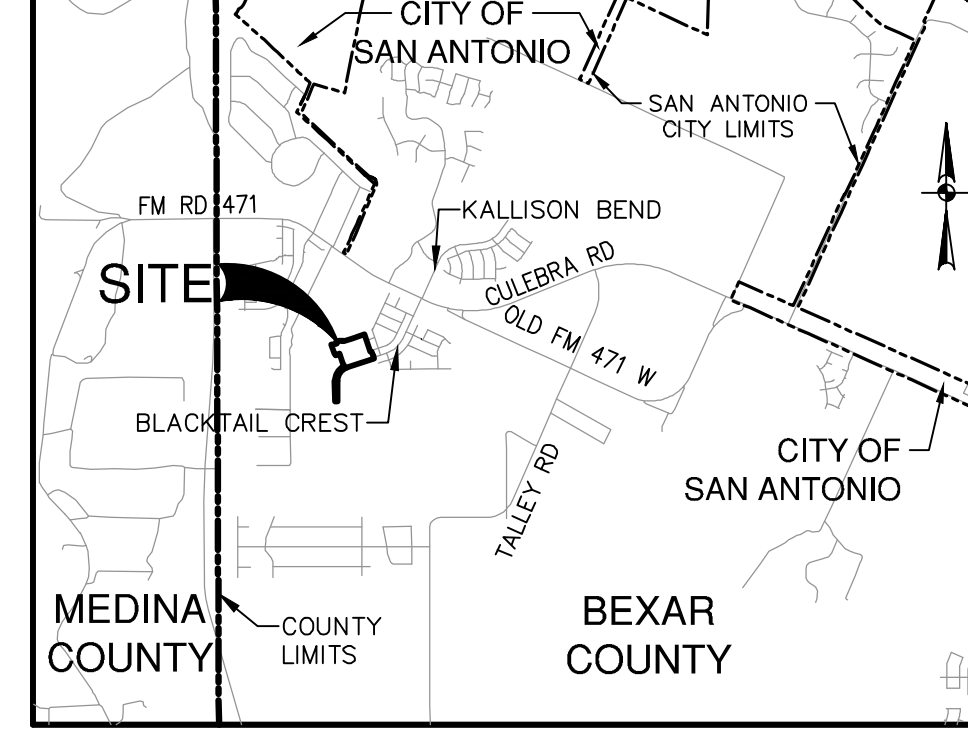 CITY OF
SAN ANTONIO
SAN ANTONIO
CITY LIMITS
FM RD 471
KALLISON BEND
CULEBRA RD
SITE
OLD FM 471 W
BLACKTAIL CREST
CITY OF
SAN ANTONIO
TALLEY RD
MEDINA
COUNTY
COUNTY
LIMITS
BEXAR
COUNTY